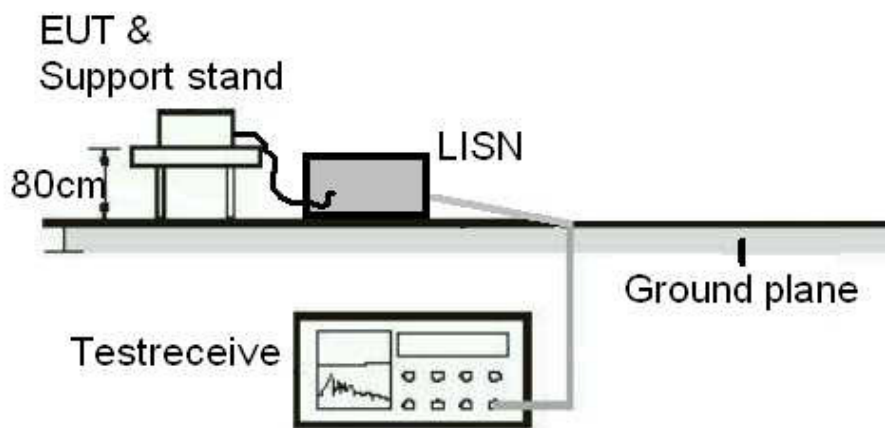 EUT &
Support stand
LISN
80cm
Ground plane
Testreceive